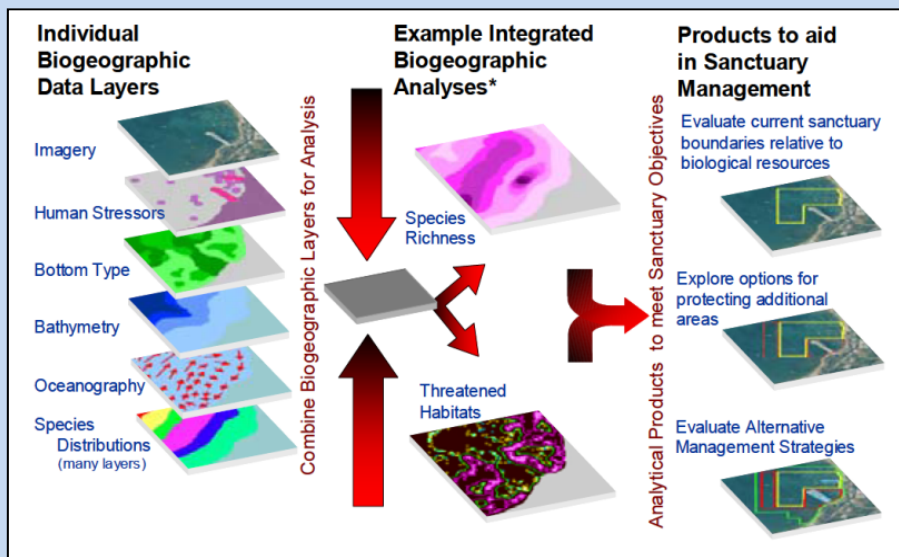 Individual
Biogeographic
Data Layers
Imagery
Human Stressors
Bottom Type
Bathymetry
Oceanography
Species
Distributions
(many layers)
Combine Biogeographic Layers for Analysis
Example Integrated
Biogeographic
Analyses*
Species
Richness
Threatened
Habitats
Analytical Products to meet Sanctuary Objectives
Products to aid
in Sanctuary
Management
Evaluate current sanctuary
boundaries relative to
biological resources
Explore options for
protecting additional
areas
Evaluate Alternative
Management Strategies